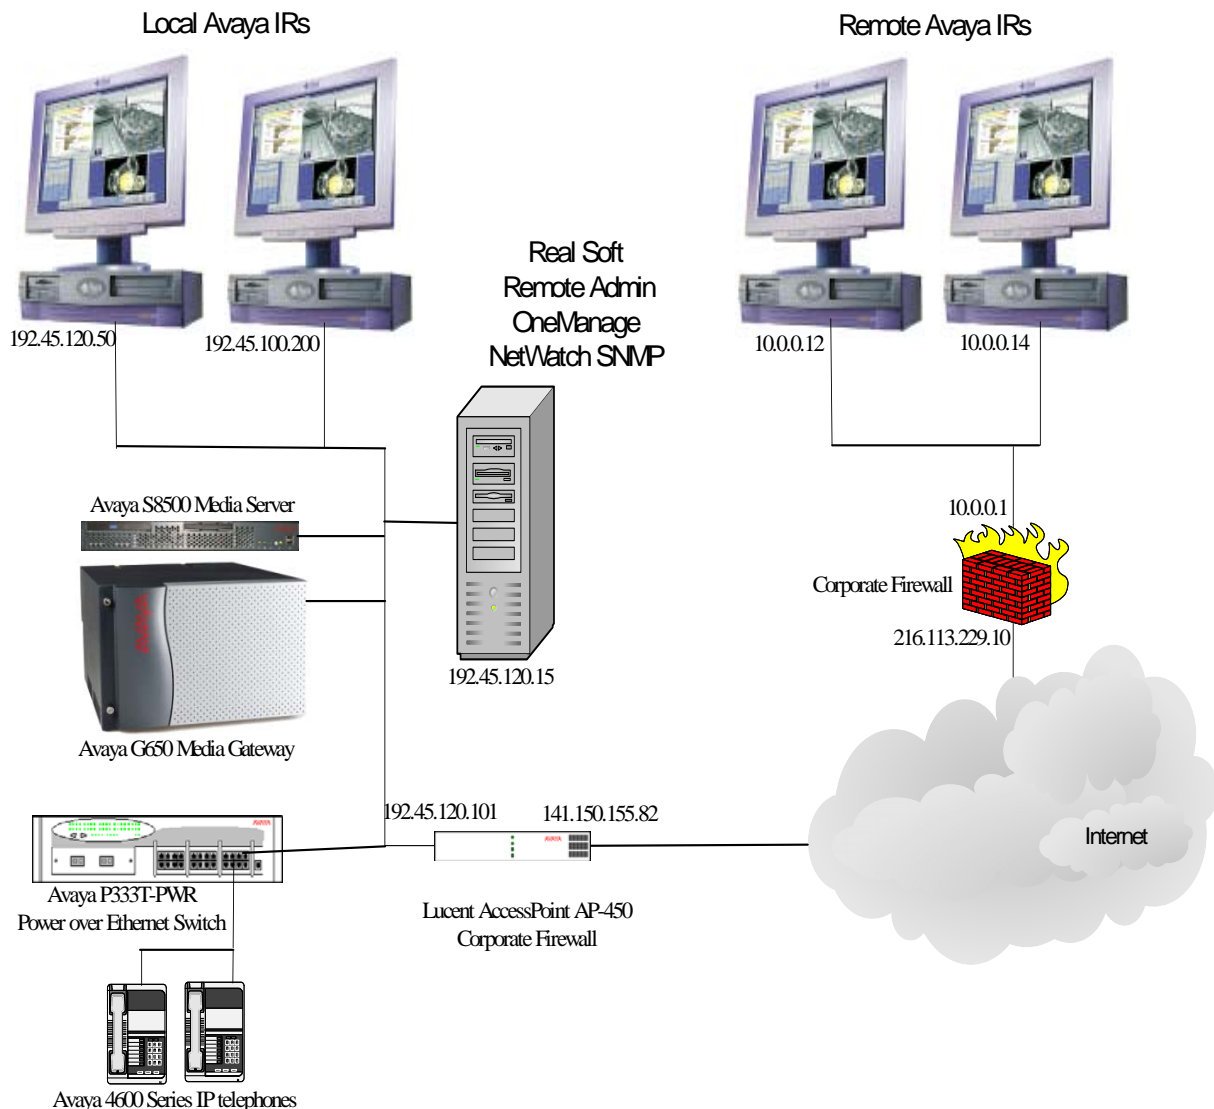 Local Avaya IRs
Remote Avaya IRs
Real Soft
Remote Admin
OneManage
NetWatch SNMP
192.45.120.50
192.45.100.200
10.0.0.12
10.0.0.14
Avaya S8500 Media Server
10.0.0.1
Corporate Firewall
AVAYA
216.113.229.10
192.45.120.15
Avaya G650 Media Gateway
192.45.120.101
141.150.155.82
AVAYA
AVAYA
Internet
Avaya P333T-PWR
Power over Ethernet Switch
Lucent AccessPoint AP-450
Corporate Firewall
Avaya 4600 Series IP telephones